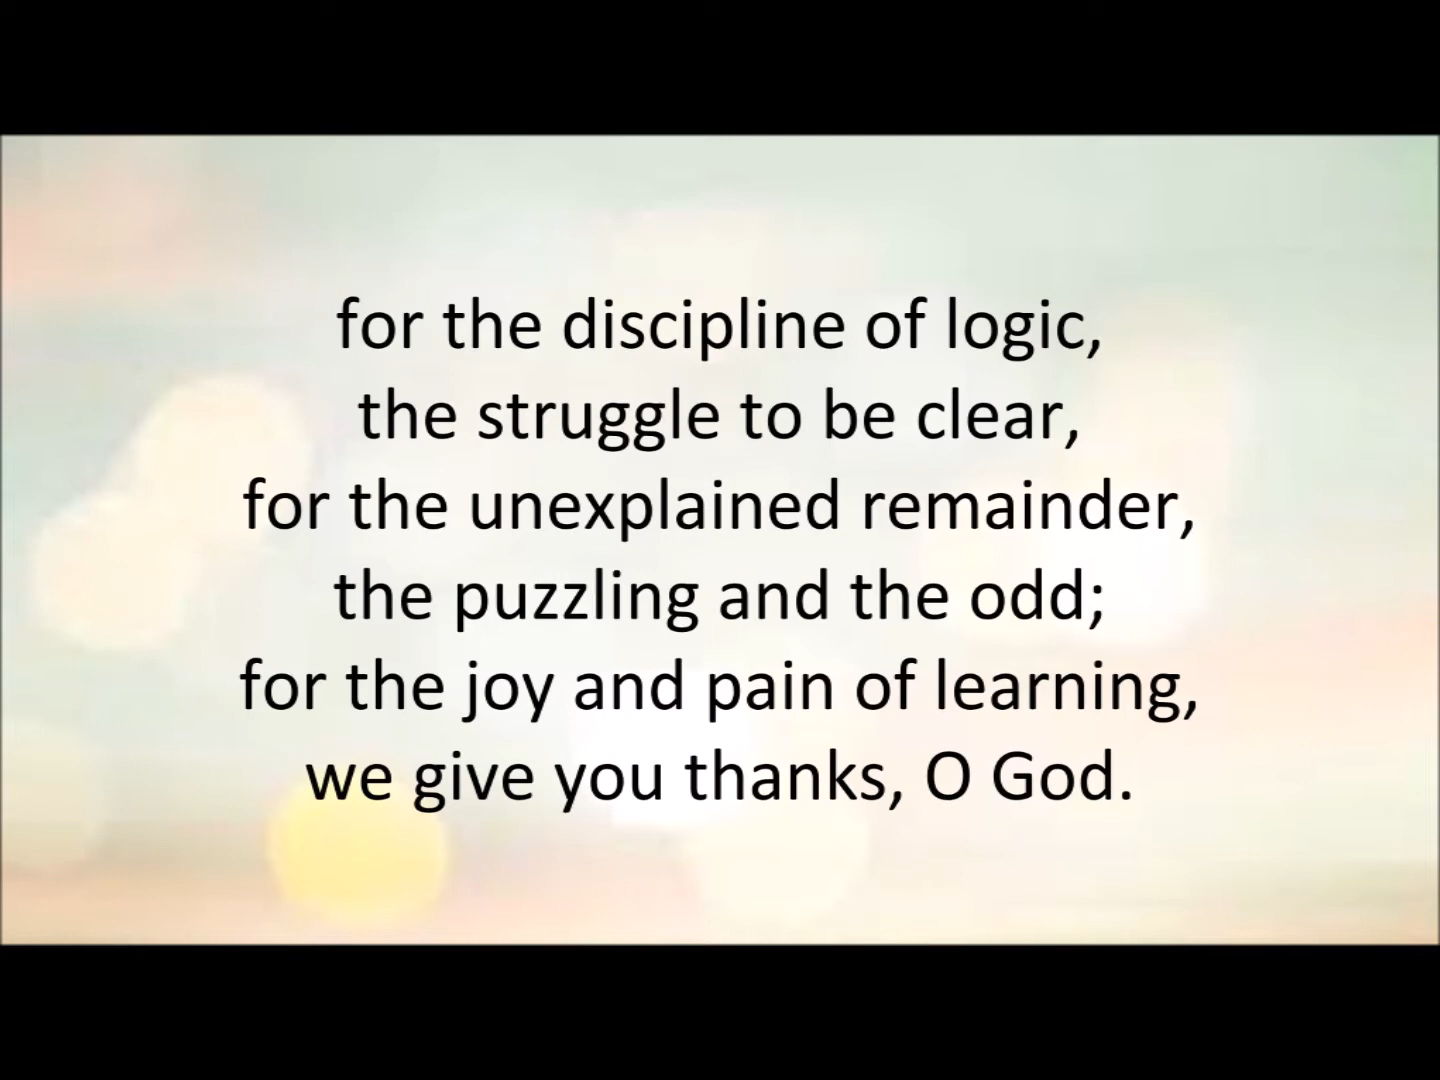 for the discipline of logic,
the struggle to be clear,
for the unexplained remainder,
the puzzling and the odd;
for the joy and pain of learning,
we give you thanks, O God.